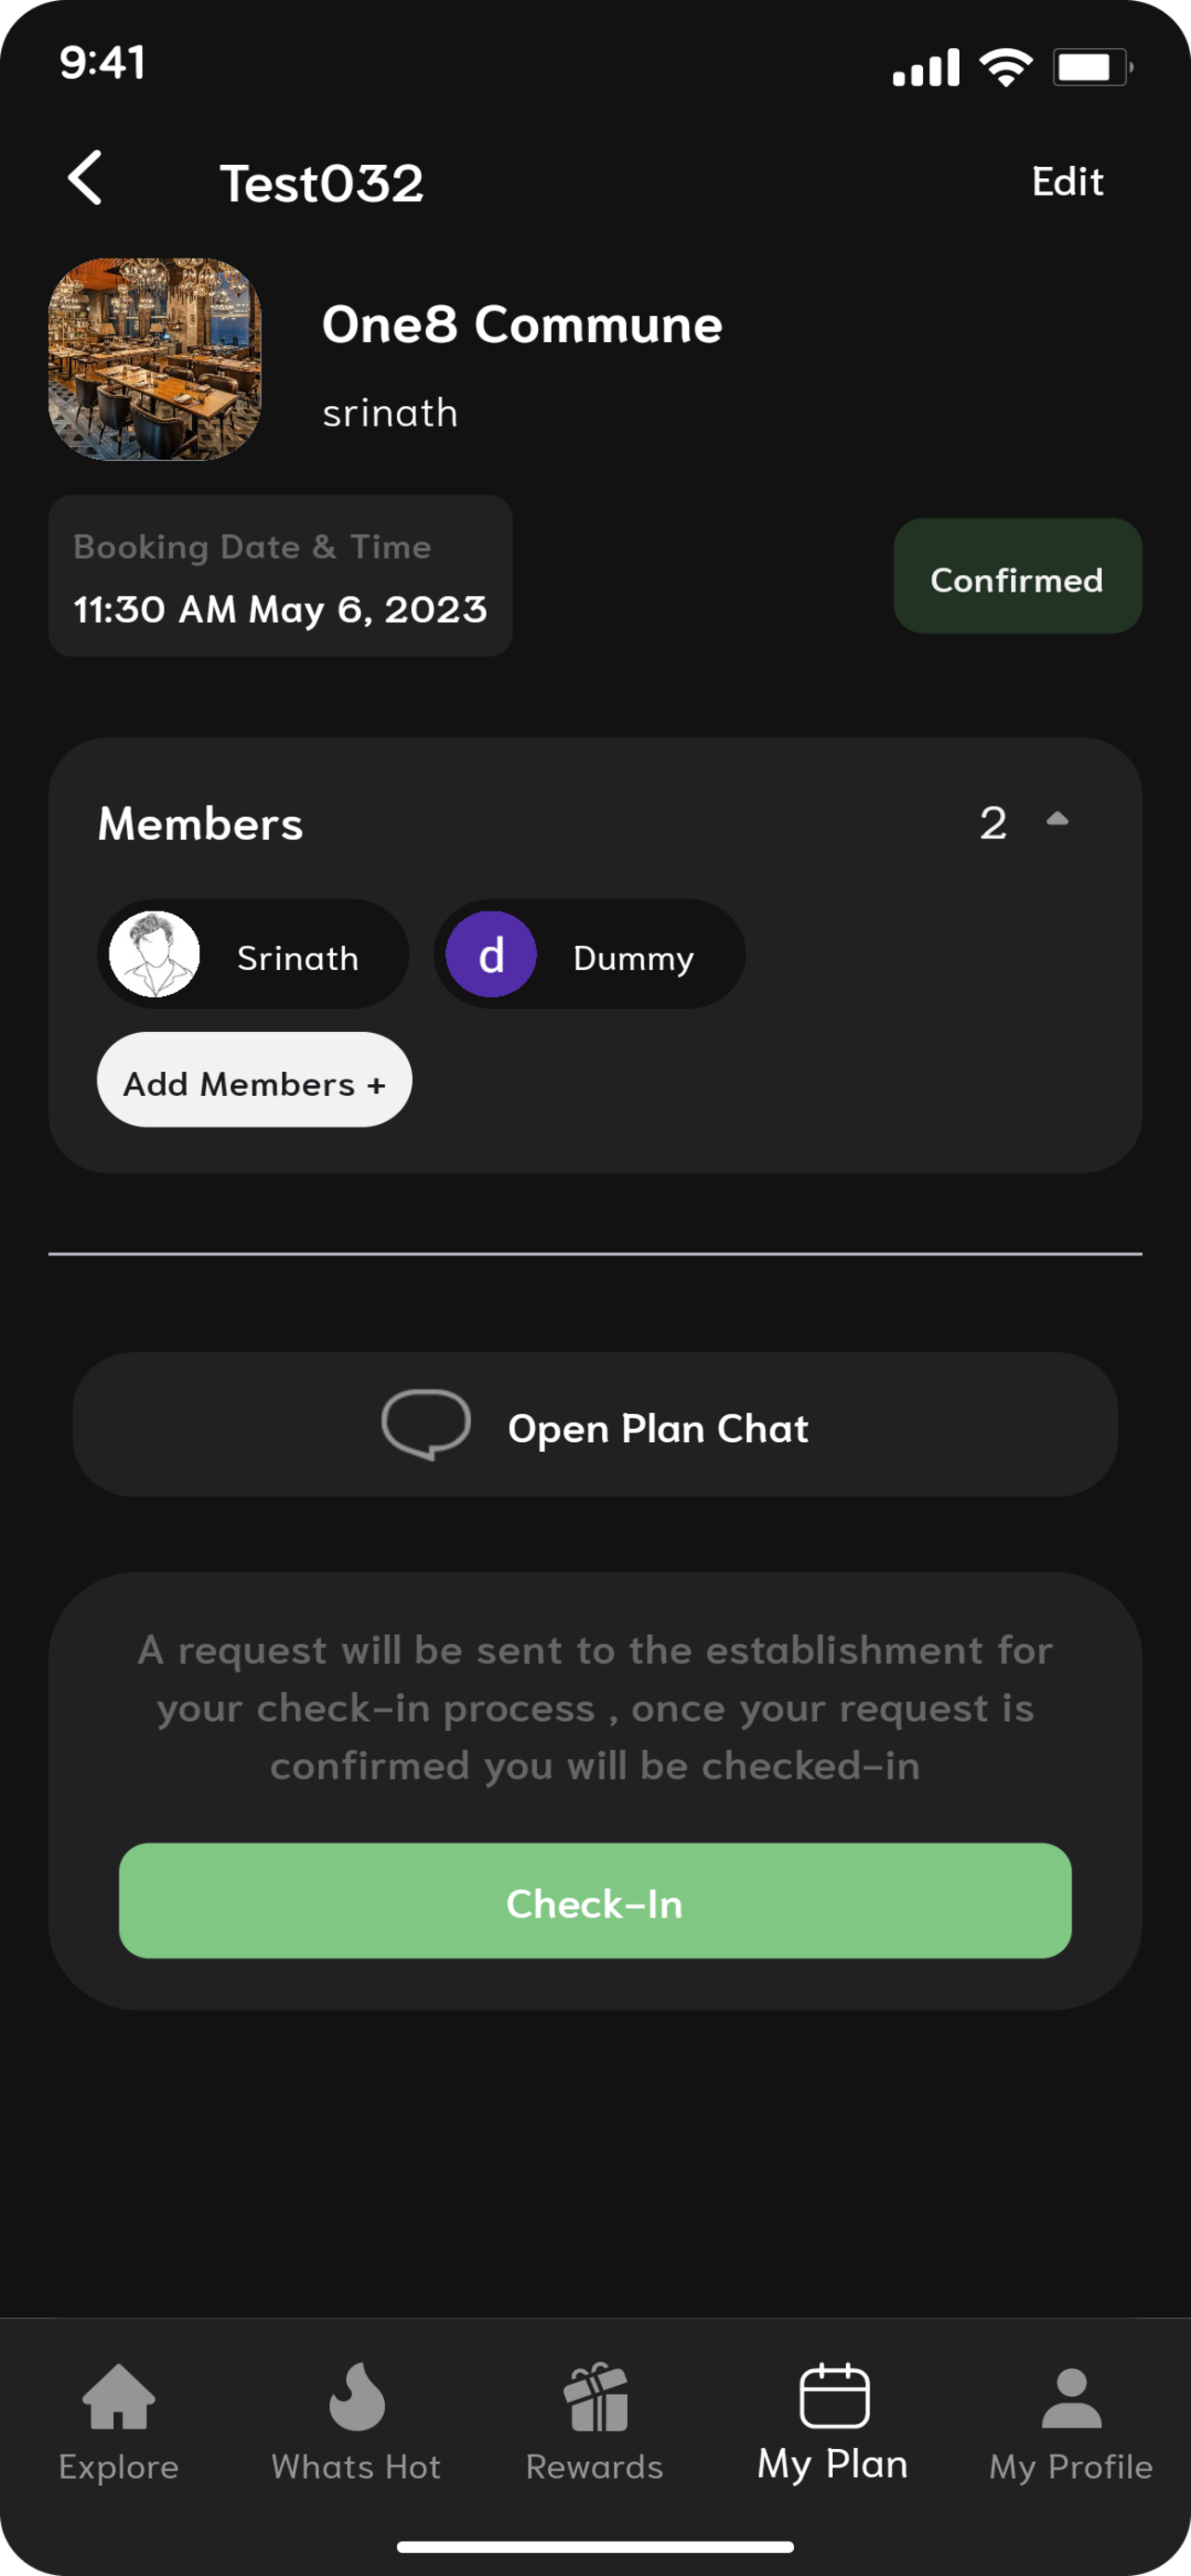 9:41
Test032
Edit
One8 Commune
srinath
Booking Date & Time
11:30 AM May 6, 2023
Confirmed
Members
2
Srinath
d
Dummy
Add Members +
Open Plan Chat
A request will be sent to the establishment for
your check-in process , once your request is
confirmed you will be checked-in
Check-In
Explore
Whats Hot
Rewards
My Plan
My Profile